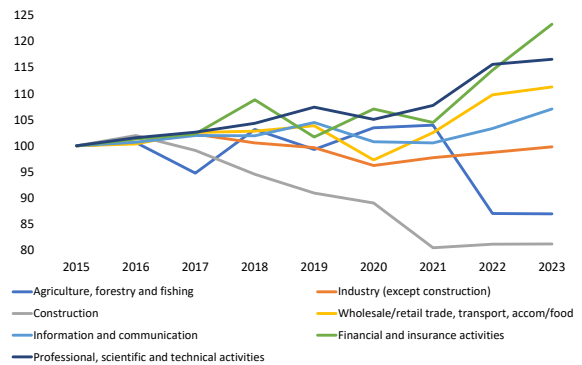 125
120
115
110
105
100
95
90
85
80
2015 2016 2017 2018 2019 2020 2021 2022 2023
Agriculture, forestry and fishing Industry (except construction)
Construction Wholesale/retail trade, transport, accom/food
Information and communication Financial and insurance activities
Professional, scientific and technical activities